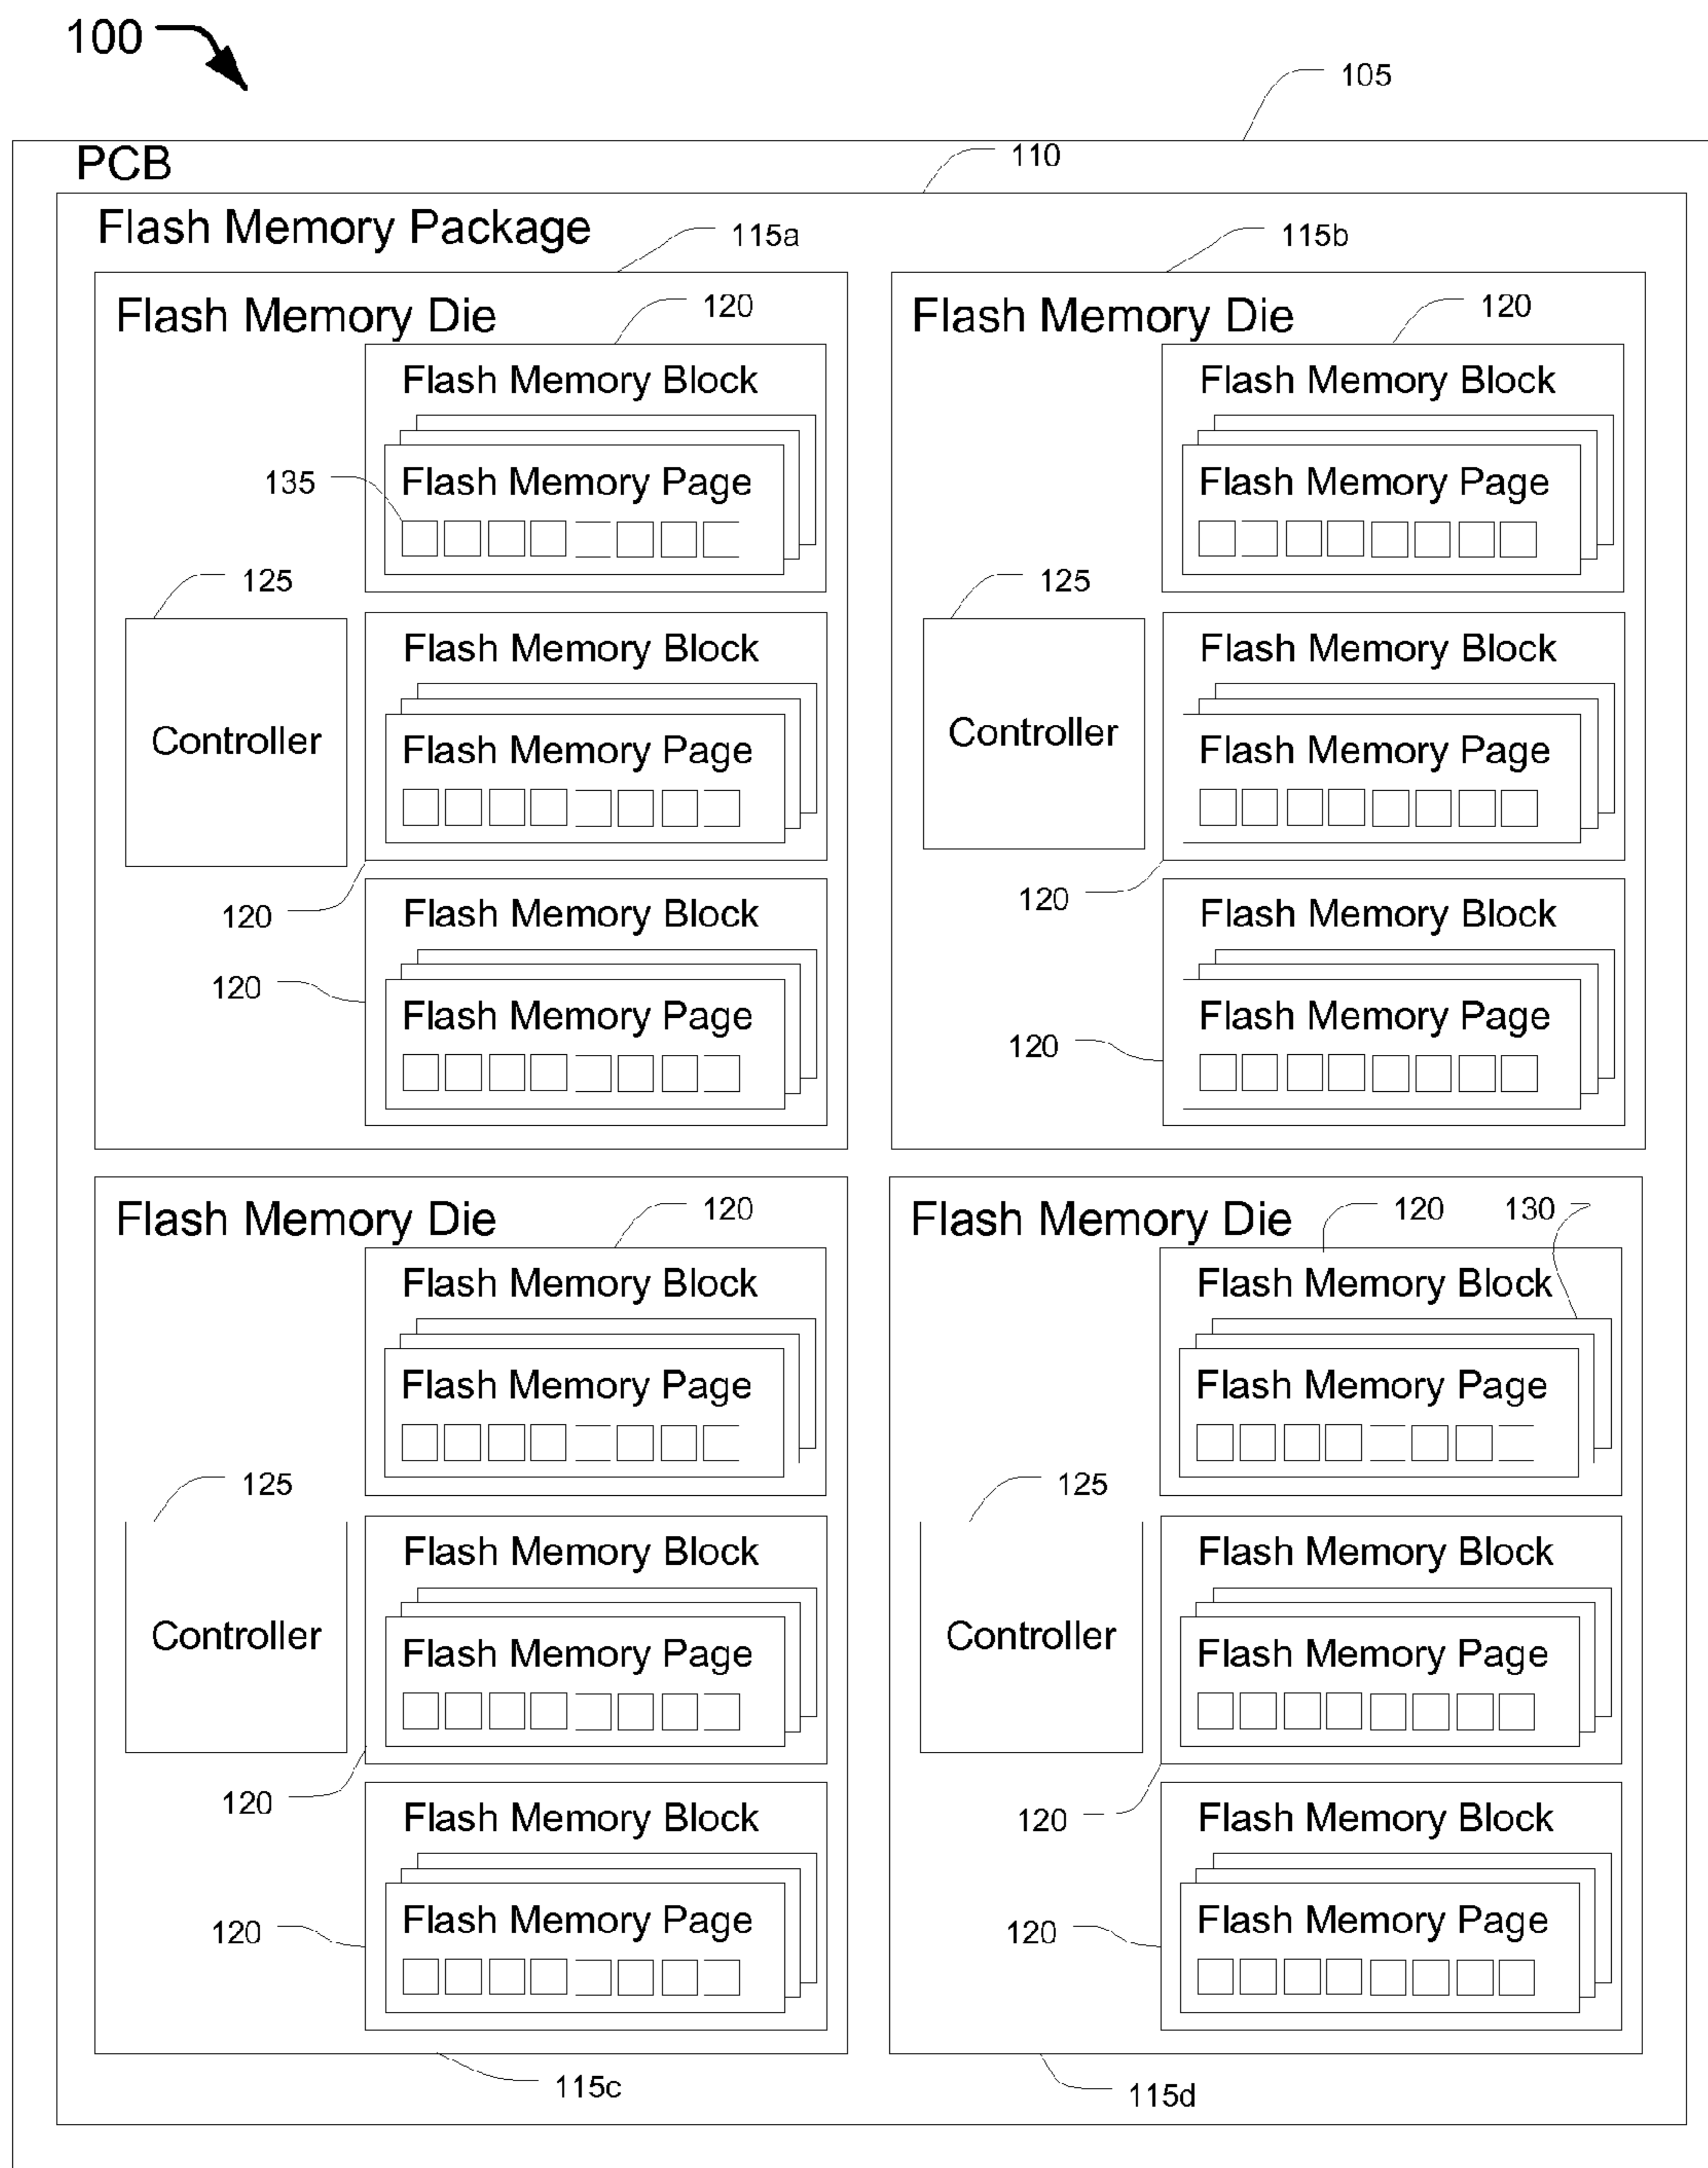 100
105
PCB
110
Flash Memory Package
115a
115b
Flash Memory Die
120
Flash Memory Block
135
Flash Memory Page
125
Controller
Flash Memory Block
Flash Memory Page
120
Flash Memory Block
120
Flash Memory Page
Flash Memory Die
120
Flash Memory Block
Flash Memory Page
125
Controller
Flash Memory Block
Flash Memory Page
120
Flash Memory Block
120
Flash Memory Page
Flash Memory Die
120
Flash Memory Block
Flash Memory Page
125
Controller
Flash Memory Block
Flash Memory Page
120
Flash Memory Block
120
Flash Memory Page
115c
Flash Memory Die
120
130
Flash Memory Block
Flash Memory Page
125
Controller
Flash Memory Block
Flash Memory Page
120
Flash Memory Block
120
Flash Memory Page
115d